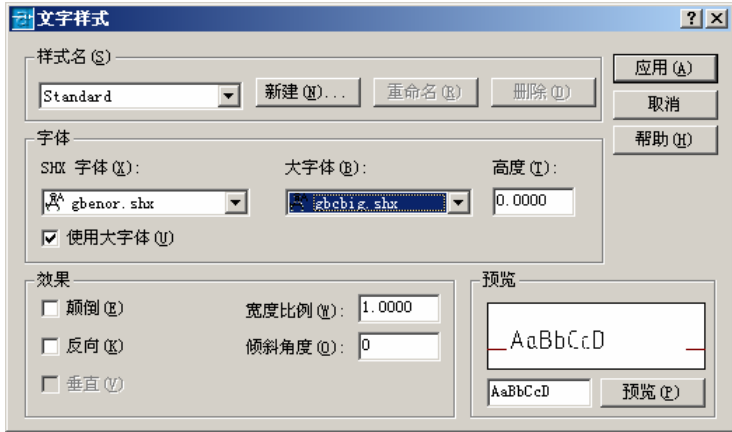 文字样式
样式名(S)
Standard 新建(N)... 重命名(R) 删除(D)
应用(A)
取消
帮助(H)
字体
SHX 字体(X): 大字体(B): 高度(T):
gbenor.shx gbcbig.shx 0.0000
使用大字体(U)
效果
颠倒(E) 宽度比例(W): 1.0000
反向(K) 倾斜角度(O): 0
垂直(V)
预览
AaBbCcD
AaBbCcD 预览(P)